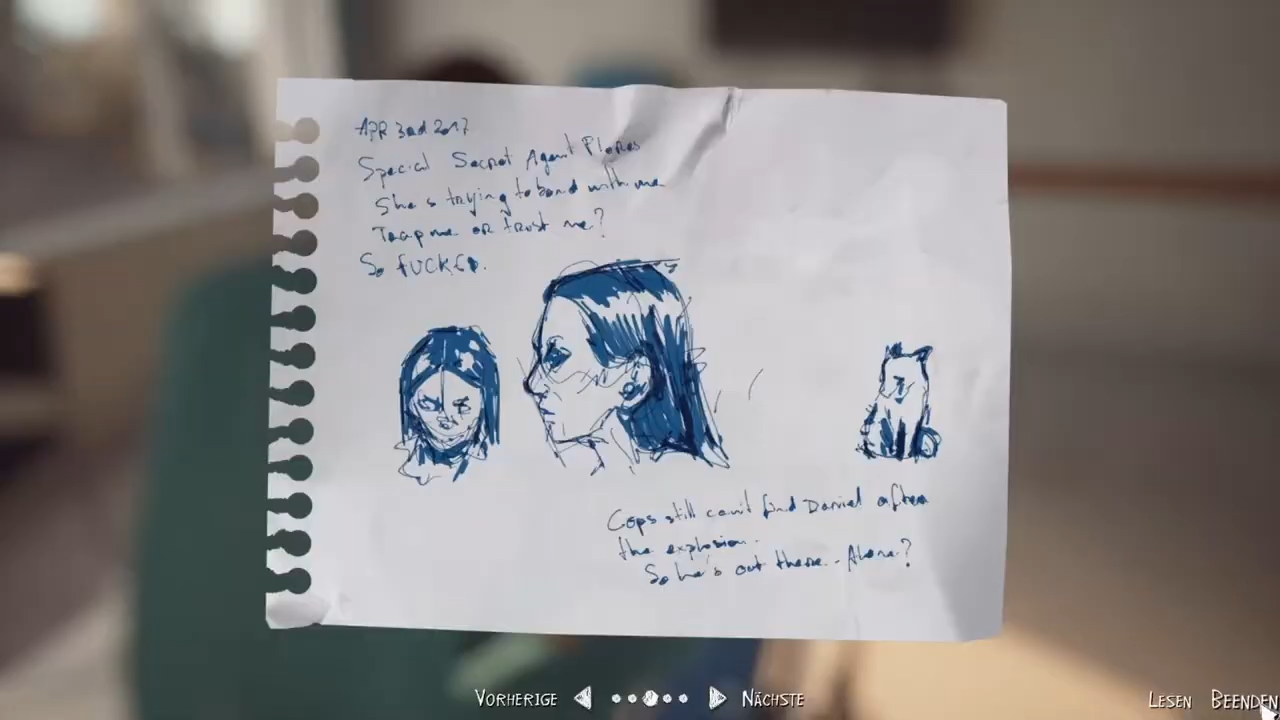 APR 3rd 2017
Special Secret Agent Flores
She's trying to bond with me
Trap me or trust me?
So FUCKED.
Cops still can't find Daniel after
the explosion.
So he's out there. Alone?
VORHERIGE
NÄCHSTE
LESEN BEENDEN